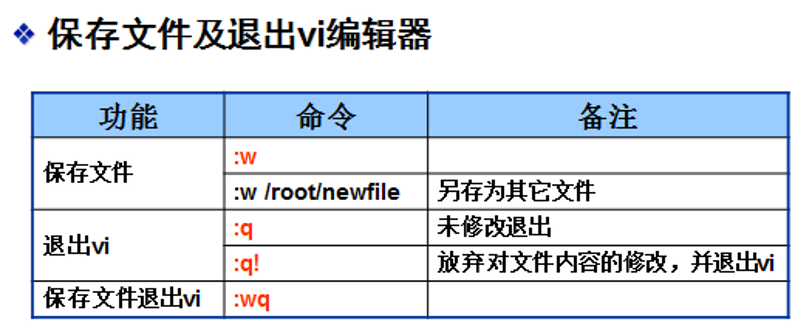 保存文件及退出vi编辑器
功能 命令 备注
保存文件 :w
:w /root/newfile 另存为其它文件
退出vi :q 未修改退出
:q! 放弃对文件内容的修改，并退出vi
保存文件退出vi :wq